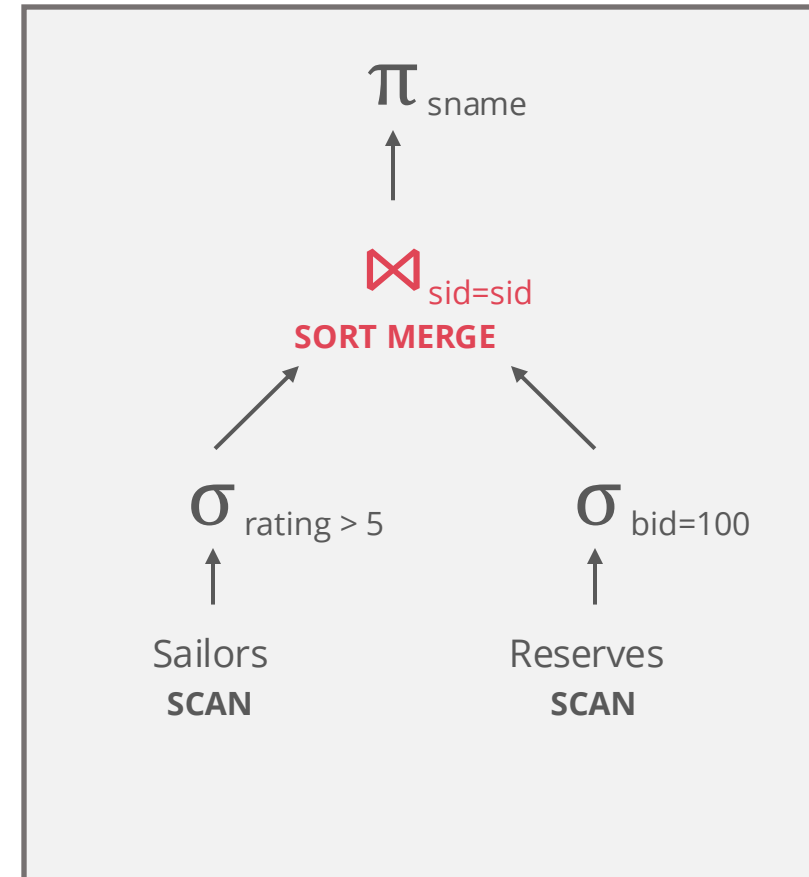 π sname
⋈ sid=sid
SORT MERGE
σ rating > 5
σ bid=100
Sailors
SCAN
Reserves
SCAN